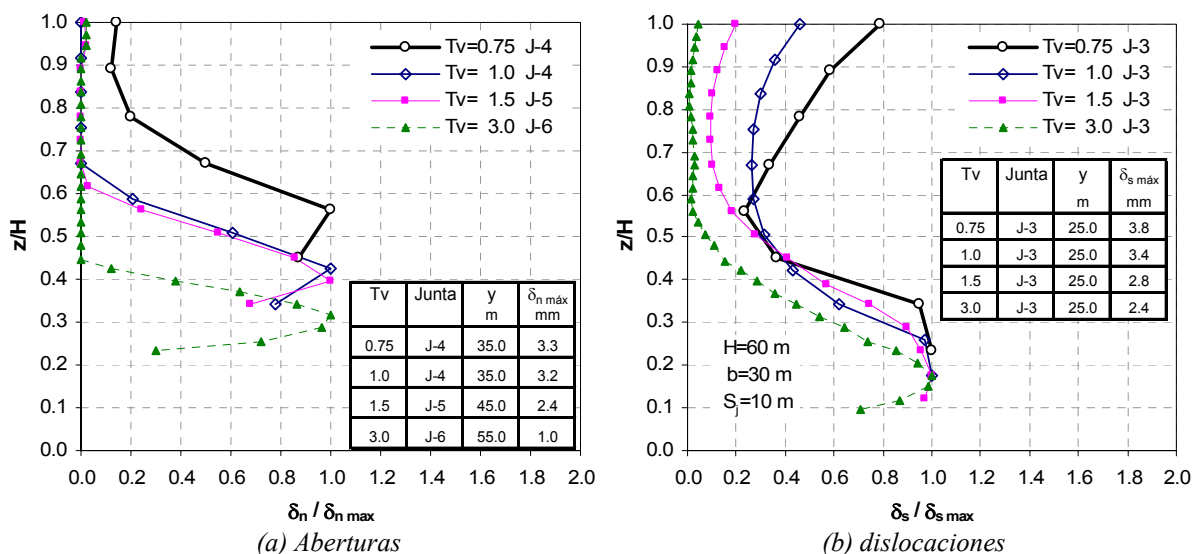 1.0
0.9
0.8
0.7
0.6
0.5
0.4
0.3
0.2
0.1
0.0
z/H
0.0 0.2 0.4 0.6 0.8 1.0 1.2 1.4 1.6 1.8 2.0
δn / δn max
Tv=0.75 J-4
Tv= 1.0 J-4
Tv= 1.5 J-5
Tv= 3.0 J-6
Tv Junta y m δn máx mm
0.75 J-4 35.0 3.3
1.0 J-4 35.0 3.2
1.5 J-5 45.0 2.4
3.0 J-6 55.0 1.0
(a) Aberturas
1.0
0.9
0.8
0.7
0.6
0.5
0.4
0.3
0.2
0.1
0.0
z/H
0.0 0.2 0.4 0.6 0.8 1.0 1.2 1.4 1.6 1.8 2.0
δs / δs max
Tv=0.75 J-3
Tv= 1.0 J-3
Tv= 1.5 J-3
Tv= 3.0 J-3
Tv Junta y m δs máx mm
0.75 J-3 25.0 3.8
1.0 J-3 25.0 3.4
1.5 J-3 25.0 2.8
3.0 J-3 25.0 2.4
H=60 m
b=30 m
Sj=10 m
(b) dislocaciones